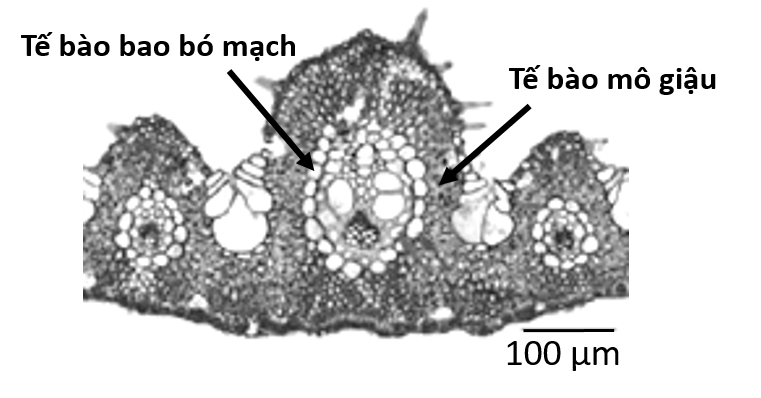 Tế bào bao bó mạch
Tế bào mô giậu
100 µm